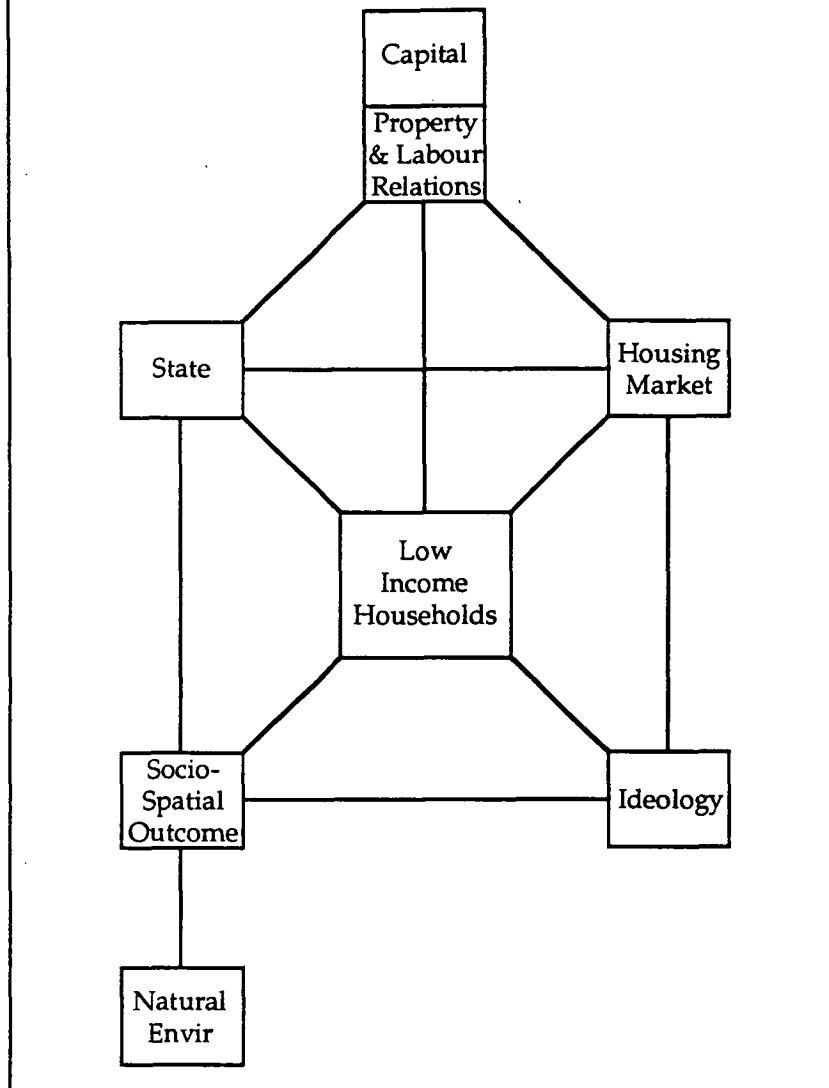 Capital
Property
& Labour
Relations
State
Housing
Market
Low
Income
Households
Socio-
Spatial
Outcome
Ideology
Natural
Envir